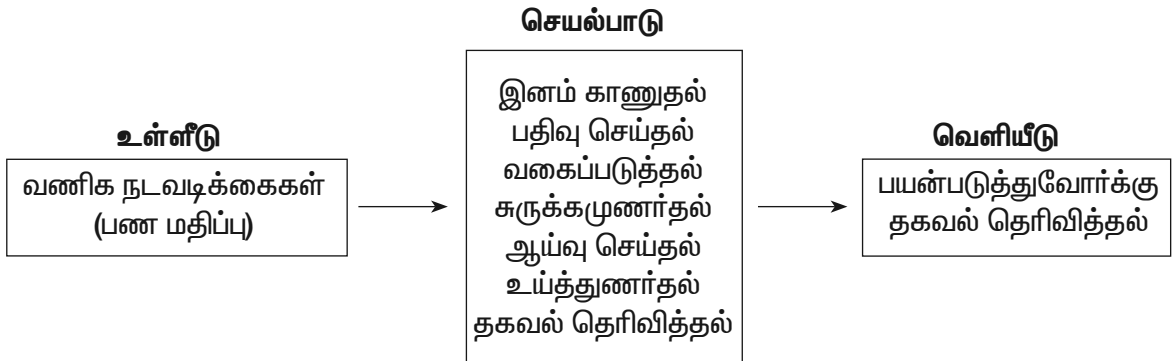 உள்ளீடு
வணிக நடவடிக்கைகள்
(பண மதிப்பு)
செயல்பாடு
இனம் காணுதல்
பதிவு செய்தல்
வகைப்படுத்தல்
சுருக்கமுணர்தல்
ஆய்வு செய்தல்
உய்த்துணர்தல்
தகவல் தெரிவித்தல்
வெளியீடு
பயன்படுத்துவோர்க்கு
தகவல் தெரிவித்தல்